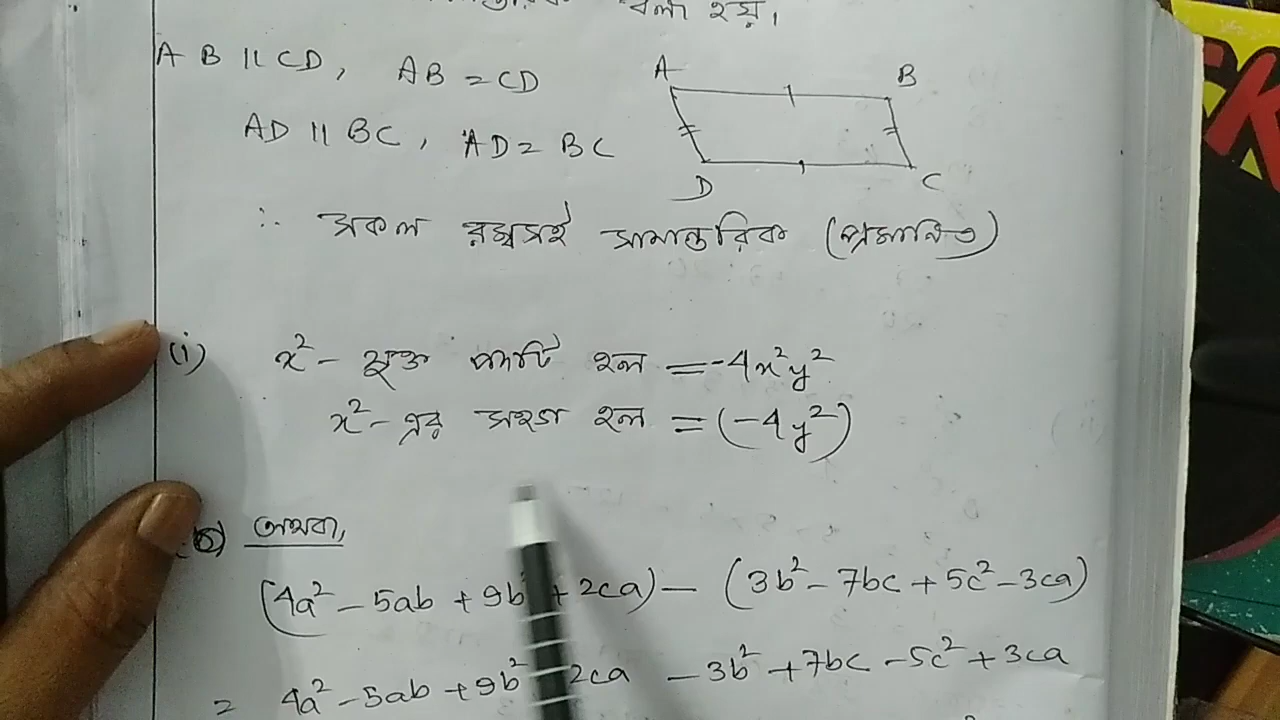 বলা হয়।
AB || CD, AB = CD
AD || BC, AD = BC
A B
D C
∴ সকল রম্বসই সামান্তরিক (প্রমানিত)
(i) x² - যুক্ত পদটি হল = -4x²y²
x² - এর সহগ হল = (-4y²)
অথবা,
(4a² - 5ab + 9b² + 2ca) - (3b² - 7bc + 5c² - 3ca)
= 4a² - 5ab + 9b² 2ca - 3b² + 7bc - 5c² + 3ca